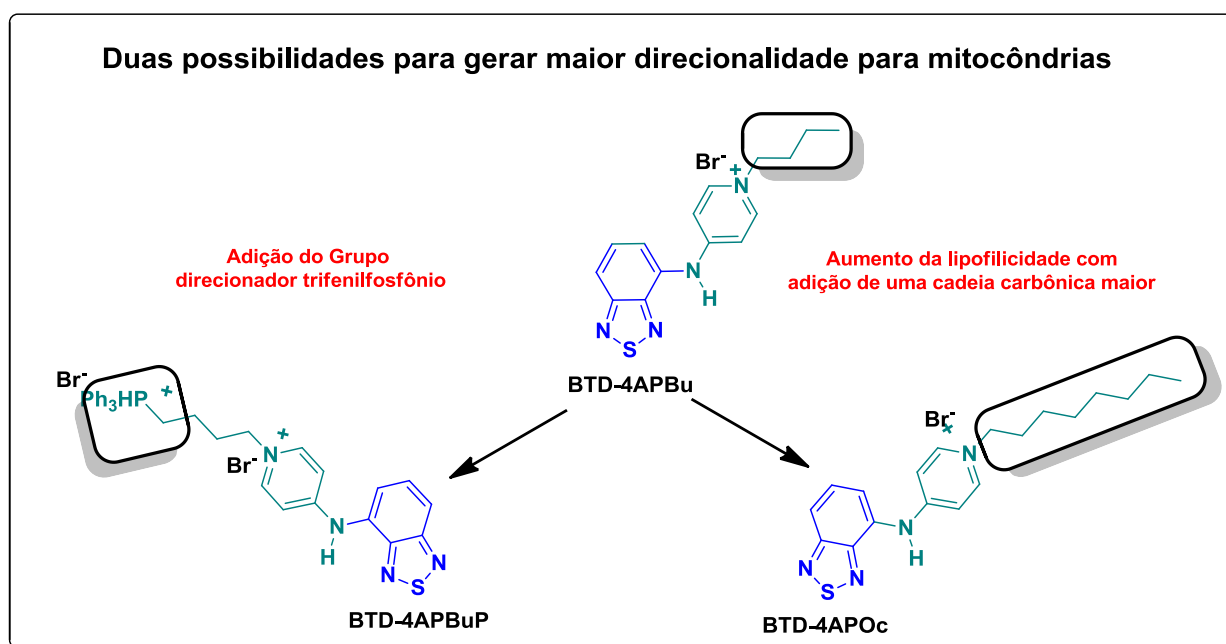 Duas possibilidades para gerar maior direcionalidade para mitocôndrias
Br-
+
N
N
H
N
S
N
BTD-4APBu
Adição do Grupo
direcionador trifenilfosfônio
Aumento da lipofilicidade com
adição de uma cadeia carbônica maior
Br-
+
Ph3HP
+
N
Br-
N
H
N
S
N
BTD-4APBuP
Br-
+
N
N
H
N
S
N
BTD-4APOc